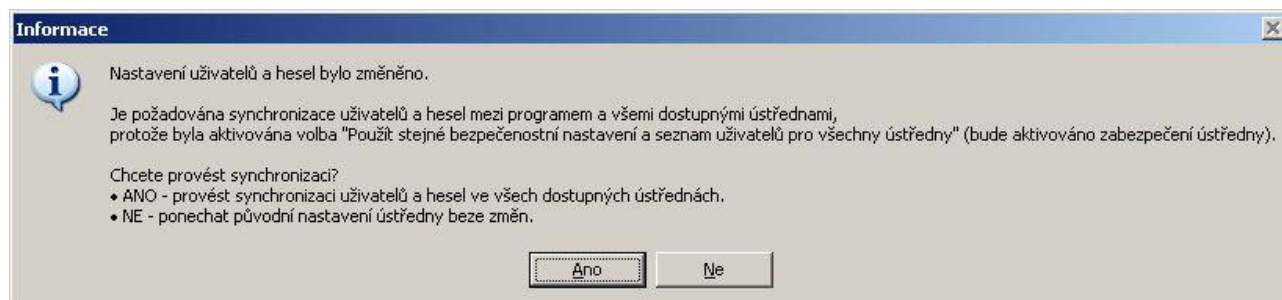 Informace
Nastavení uživatelů a hesel bylo změněno.
Je požadována synchronizace uživatelů a hesel mezi programem a všemi dostupnými ústřednami,
protože byla aktivována volba "Použít stejné bezpečenostní nastavení a seznam uživatelů pro všechny ústředny" (bude aktivováno zabezpečení ústředny).
Chcete provést synchronizaci?
• ANO - provést synchronizaci uživatelů a hesel ve všech dostupných ústřednách.
• NE - ponechat původní nastavení ústředny beze změn.
Ano Ne